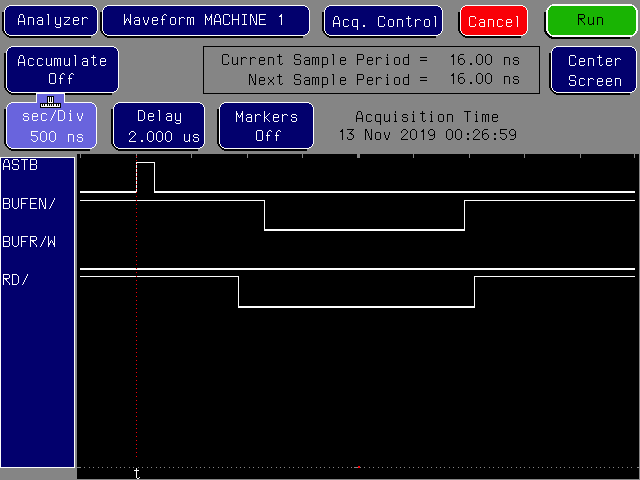 Analyzer
Waveform MACHINE 1
Acq. Control
Cancel
Run
Accumulate
Off
Current Sample Period = 16.00 ns
Next Sample Period = 16.00 ns
Center
Screen
sec/Div
500 ns
Delay
2.000 us
Markers
Off
Acquisition Time
13 Nov 2019 00:26:59
ASTB
BUFEN/
BUFR/W
RD/
t